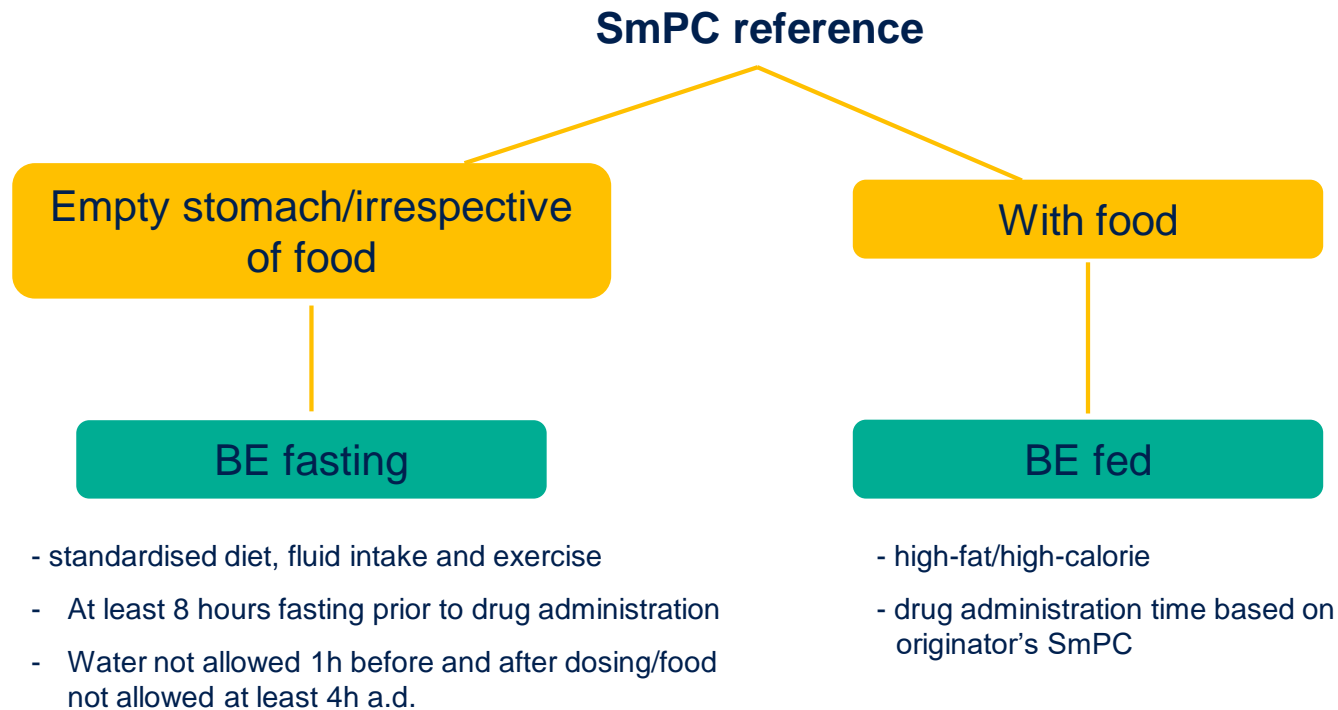 SmPC reference
Empty stomach/irrespective
of food
With food
BE fasting
BE fed
- standardised diet, fluid intake and exercise
- At least 8 hours fasting prior to drug administration
- Water not allowed 1h before and after dosing/food
not allowed at least 4h a.d.
- high-fat/high-calorie
- drug administration time based on
originator's SmPC